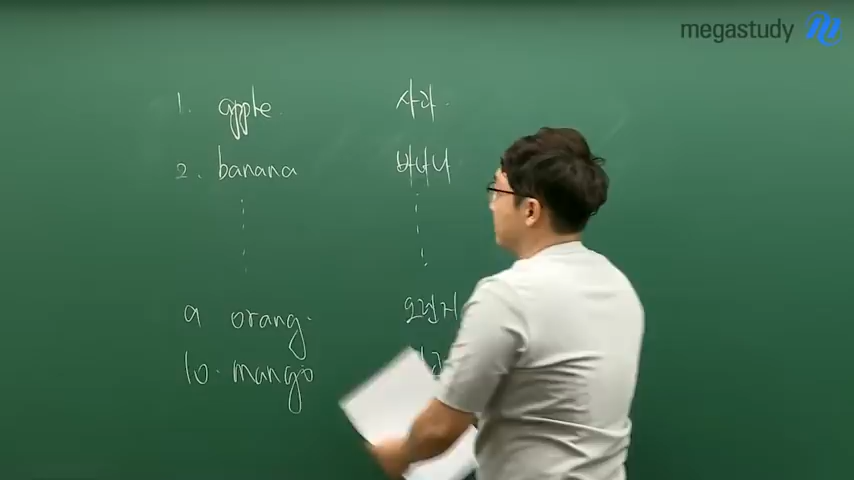 megastudy
1. apple. 사과.
2. banana 바나나
9 orang. 오렌지
10. mango